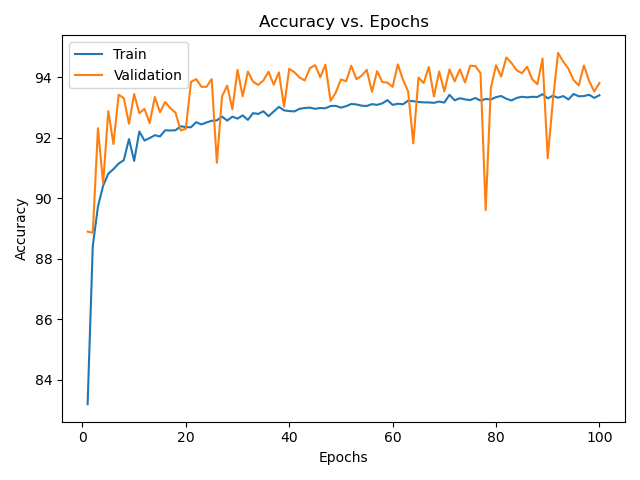 Accuracy vs. Epochs
Train
Validation
94
92
90
88
86
84
Accuracy
0 20 40 60 80 100
Epochs